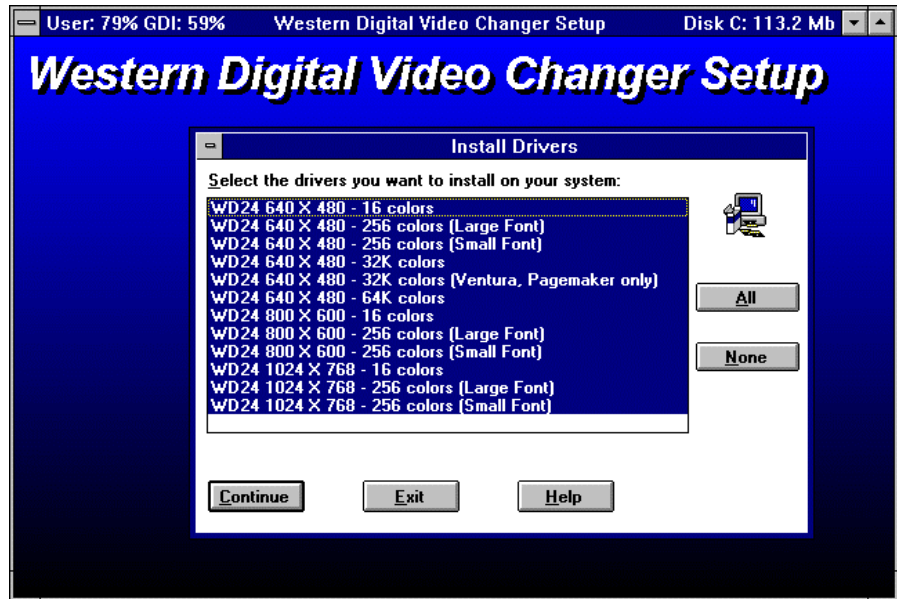 User: 79% GDI: 59% Western Digital Video Changer Setup Disk C: 113.2 Mb
Western Digital Video Changer Setup
Install Drivers
Select the drivers you want to install on your system:
WD24 640 X 480 - 16 colors
WD24 640 X 480 - 256 colors (Large Font)
WD24 640 X 480 - 256 colors (Small Font)
WD24 640 X 480 - 32K colors
WD24 640 X 480 - 32K colors (Ventura, Pagemaker only)
WD24 640 X 480 - 64K colors
WD24 800 X 600 - 16 colors
WD24 800 X 600 - 256 colors (Large Font)
WD24 800 X 600 - 256 colors (Small Font)
WD24 1024 X 768 - 16 colors
WD24 1024 X 768 - 256 colors (Large Font)
WD24 1024 X 768 - 256 colors (Small Font)
All
None
Continue Exit Help